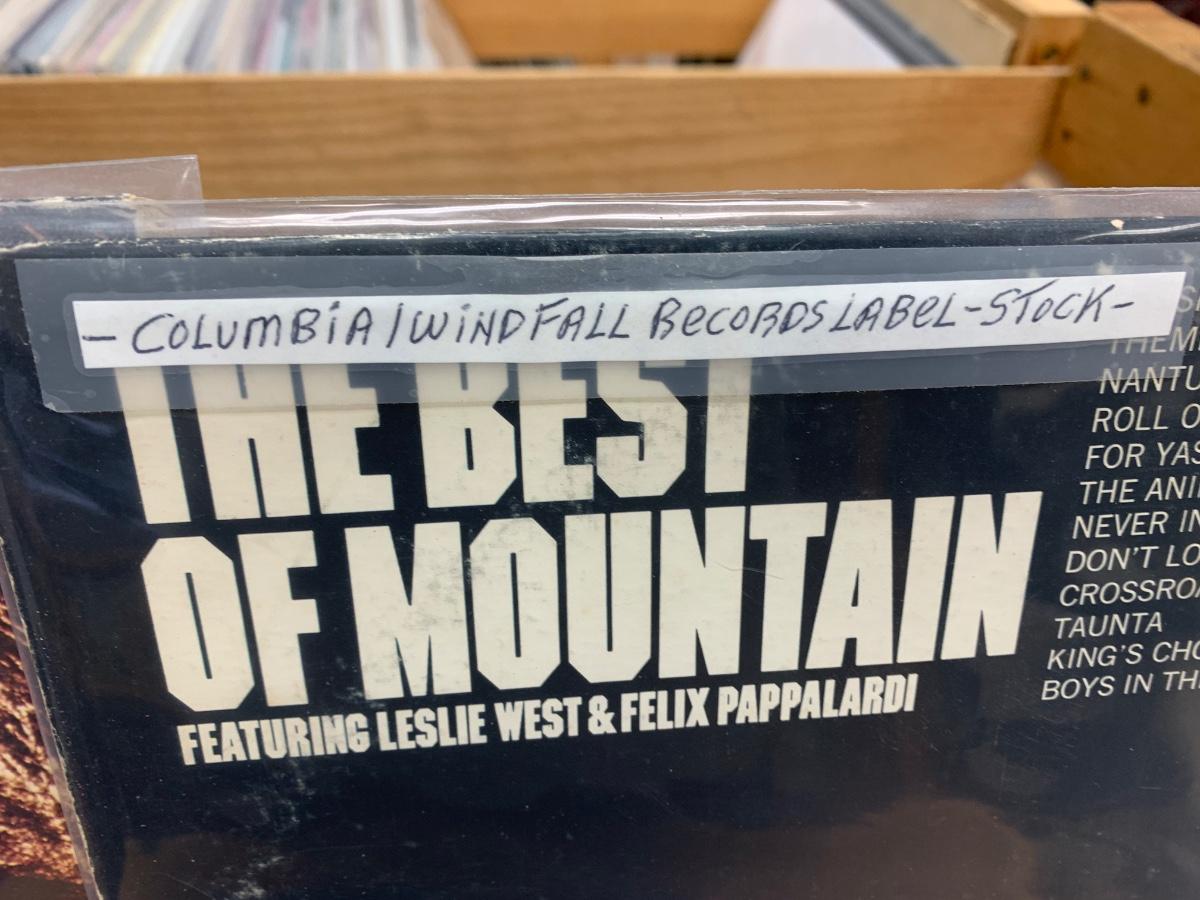 - COLUMBIA / WINDFALL RECORDS LABEL - STOCK -
THE BEST
OF MOUNTAIN
FEATURING LESLIE WEST & FELIX PAPPALARDI
THEM
NANTU
ROLL O
FOR YAS
THE ANI
NEVER IN
DON'T LO
CROSSROA
TAUNTA
KING'S CHO
BOYS IN TH